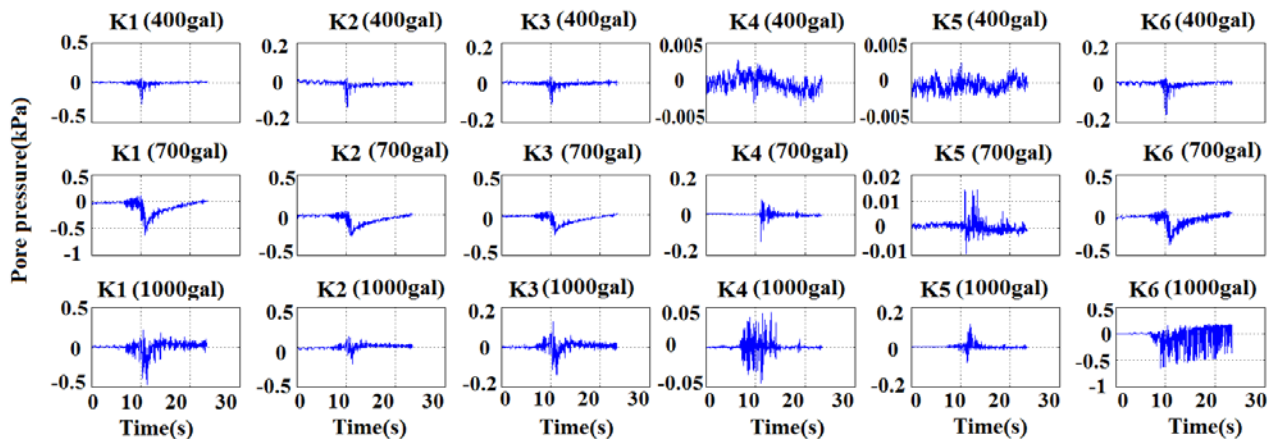 K1 (400gal) K2 (400gal) K3 (400gal) K4 (400gal) K5 (400gal) K6 (400gal)
0.5 0.2 0.2 0.005 0.005 0.2
0 0 0 0 0 0
-0.5 -0.2 -0.2 -0.005 -0.005 -0.2
Pore pressure(kPa)
K1 (700gal) K2 (700gal) K3 (700gal) K4 (700gal) K5 (700gal) K6 (700gal)
0.5 0.5 0.5 0.2 0.02 0.5
0 0 0 0 0.01 0
-0.5 -0.5 -0.5 -0.2 0 -0.5
-1 -0.01
K1 (1000gal) K2 (1000gal) K3 (1000gal) K4 (1000gal) K5 (1000gal) K6 (1000gal)
0.5 0.5 0.2 0.05 0.2 0.5
0 0 0 0 0 0
-0.5 -0.5 -0.2 -0.05 -0.2 -0.5
-1
0 10 20 30 0 10 20 30 0 10 20 30 0 10 20 30 0 10 20 30 0 10 20 30
Time(s) Time(s) Time(s) Time(s) Time(s) Time(s)